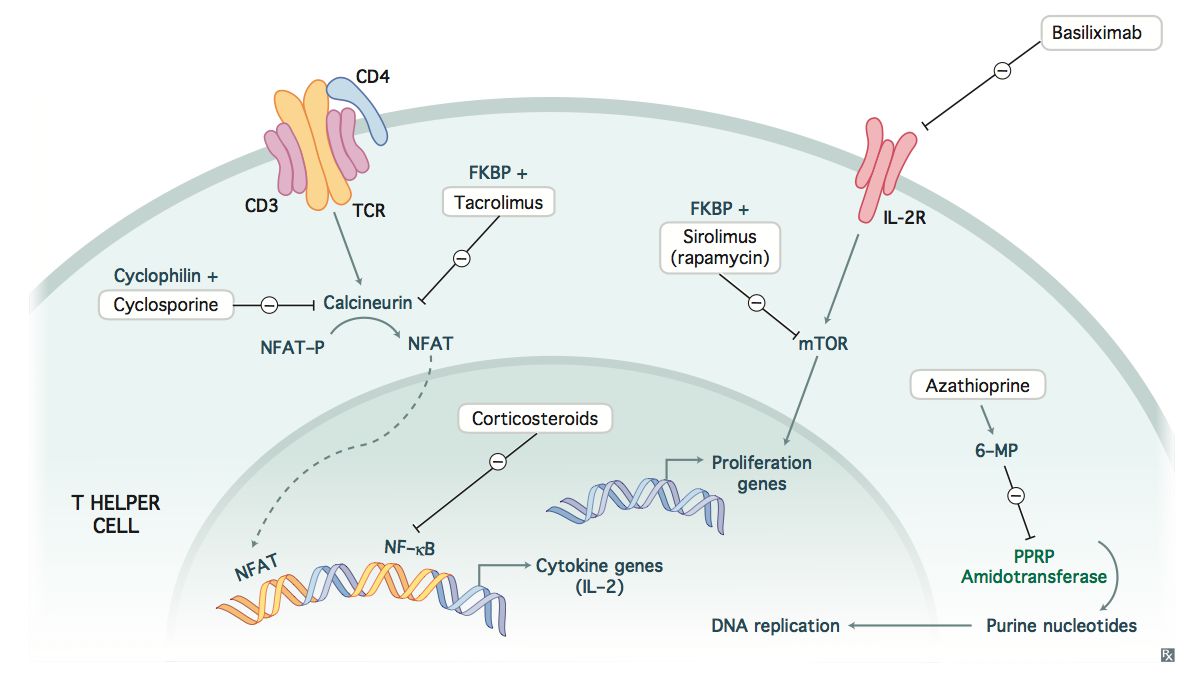 Basiliximab
CD4
CD3
TCR
FKBP +
Tacrolimus
FKBP +
Sirolimus
(rapamycin)
IL-2R
Cyclophilin +
Cyclosporine
Calcineurin
NFAT-P
NFAT
mTOR
Azathioprine
Corticosteroids
6-MP
Proliferation
genes
T HELPER
CELL
NF-κB
NFAT
Cytokine genes
(IL-2)
PPRP
Amidotransferase
DNA replication
Purine nucleotides
Rx